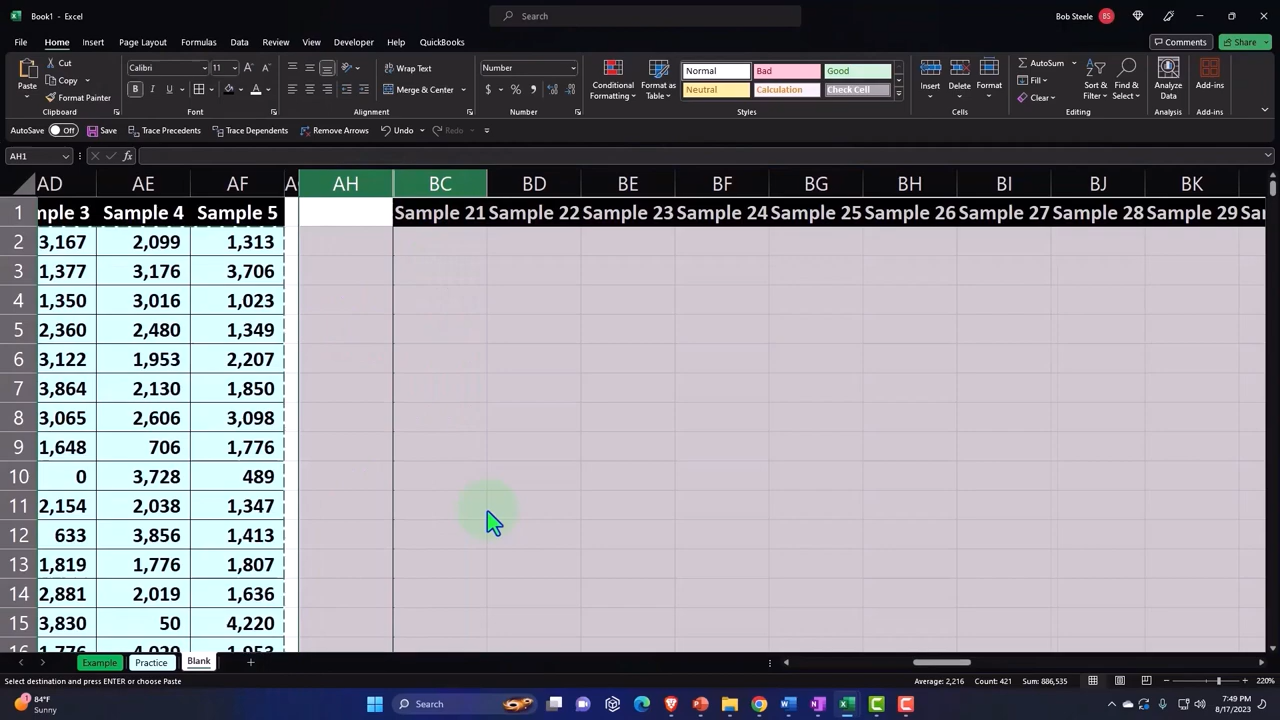 Book1 - Excel
Search
Bob Steele BS
File Home Insert Page Layout Formulas Data Review View Developer Help QuickBooks
Comments Share
Paste
Cut
Copy
Format Painter
Clipboard
Calibri 11
B I U
Font
Wrap Text
Merge & Center
Alignment
Number
$ % 9
Number
Conditional Formatting
Format as Table
Normal Bad Good
Neutral Calculation Check Cell
Styles
Insert Delete Format
Cells
AutoSum
Fill
Clear
Sort & Filter
Find & Select
Editing
Analyze Data
Analysis
Add-ins
Add-ins
AutoSave Off Save Trace Precedents Trace Dependents Remove Arrows Undo Redo
AH1 fx
AD AE AF A AH BC BD BE BF BG BH BI BJ BK
1 mple 3 Sample 4 Sample 5 Sample 21 Sample 22 Sample 23 Sample 24 Sample 25 Sample 26 Sample 27 Sample 28 Sample 29 Sa
2 3,167 2,099 1,313
3 1,377 3,176 3,706
4 1,350 3,016 1,023
5 2,360 2,480 1,349
6 3,122 1,953 2,207
7 3,864 2,130 1,850
8 3,065 2,606 3,098
9 1,648 706 1,776
10 0 3,728 489
11 2,154 2,038 1,347
12 633 3,856 1,413
13 1,819 1,776 1,807
14 2,881 2,019 1,636
15 3,830 50 4,220
16 1,776 4,020 1,953
Example Practice Blank
Select destination and press ENTER or choose Paste
Average: 2,216 Count: 421 Sum: 886,535
220%
84°F
Sunny
Search
7:49 PM
8/17/2023